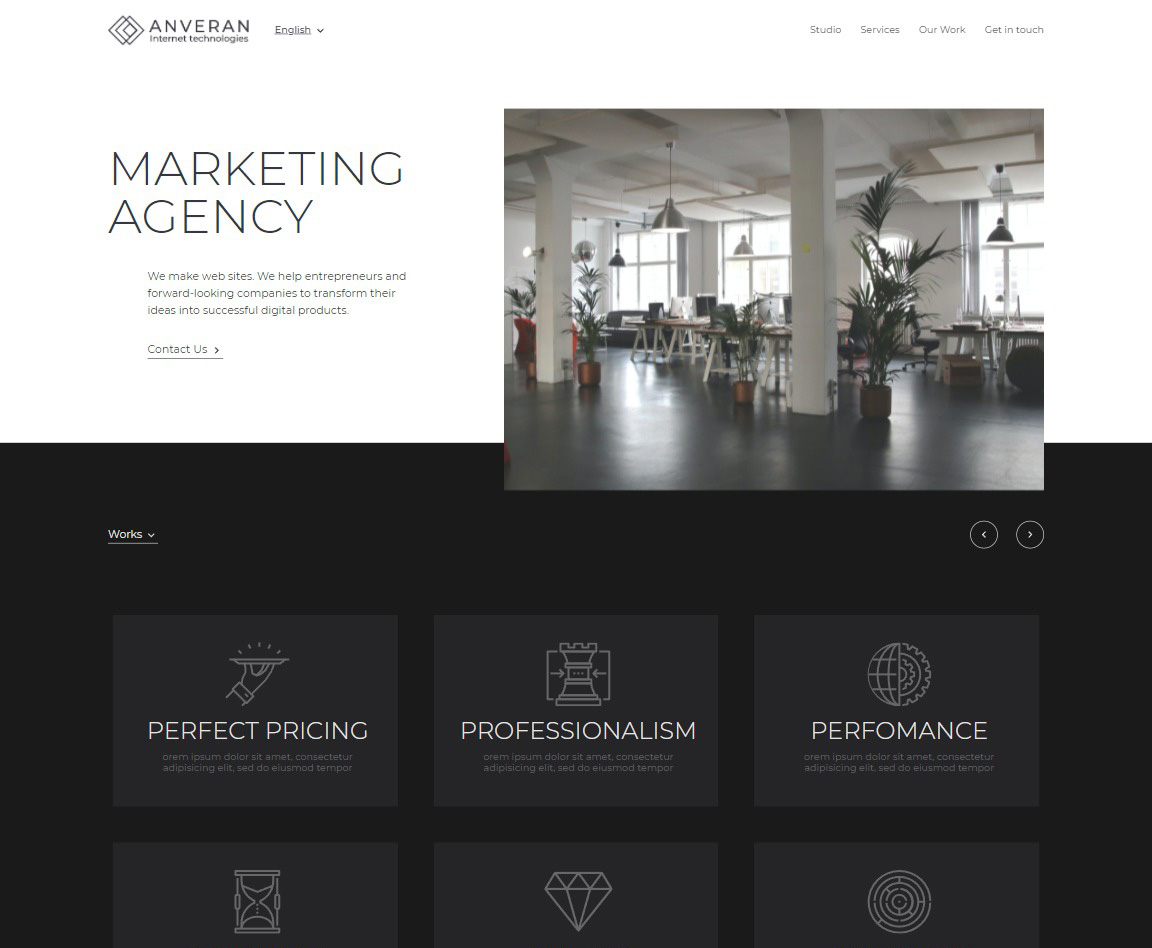 ANVERAN
Internet technologies
English
Studio
Services
Our Work
Get in touch
MARKETING
AGENCY
We make web sites. We help entrepreneurs and
forward-looking companies to transform their
ideas into successful digital products.
Contact Us
Works
PERFECT PRICING
orem ipsum dolor sit amet, consectetur
adipisicing elit, sed do eiusmod tempor
PROFESSIONALISM
orem ipsum dolor sit amet, consectetur
adipisicing elit, sed do eiusmod tempor
PERFOMANCE
orem ipsum dolor sit amet, consectetur
adipisicing elit, sed do eiusmod tempor